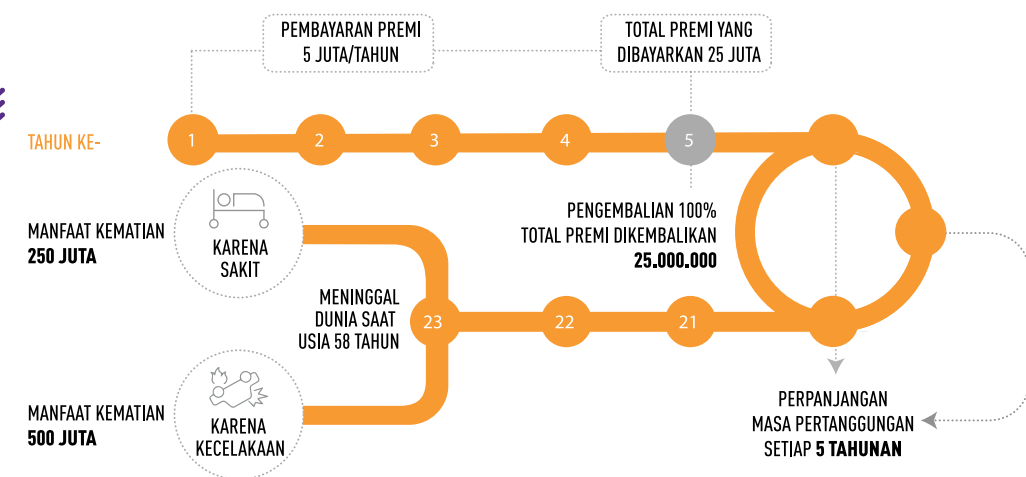 PEMBAYARAN PREMI
5 JUTA/TAHUN
TOTAL PREMI YANG
DIBAYARKAN 25 JUTA
TAHUN KE-
1
2
3
4
5
PENGEMBALIAN 100%
TOTAL PREMI DIKEMBALIKAN
25.000.000
MANFAAT KEMATIAN
250 JUTA
KARENA
SAKIT
MENINGGAL
DUNIA SAAT
USIA 58 TAHUN
23
22
21
MANFAAT KEMATIAN
500 JUTA
KARENA
KECELAKAAN
PERPANJANGAN
MASA PERTANGGUNGAN
SETIAP 5 TAHUNAN